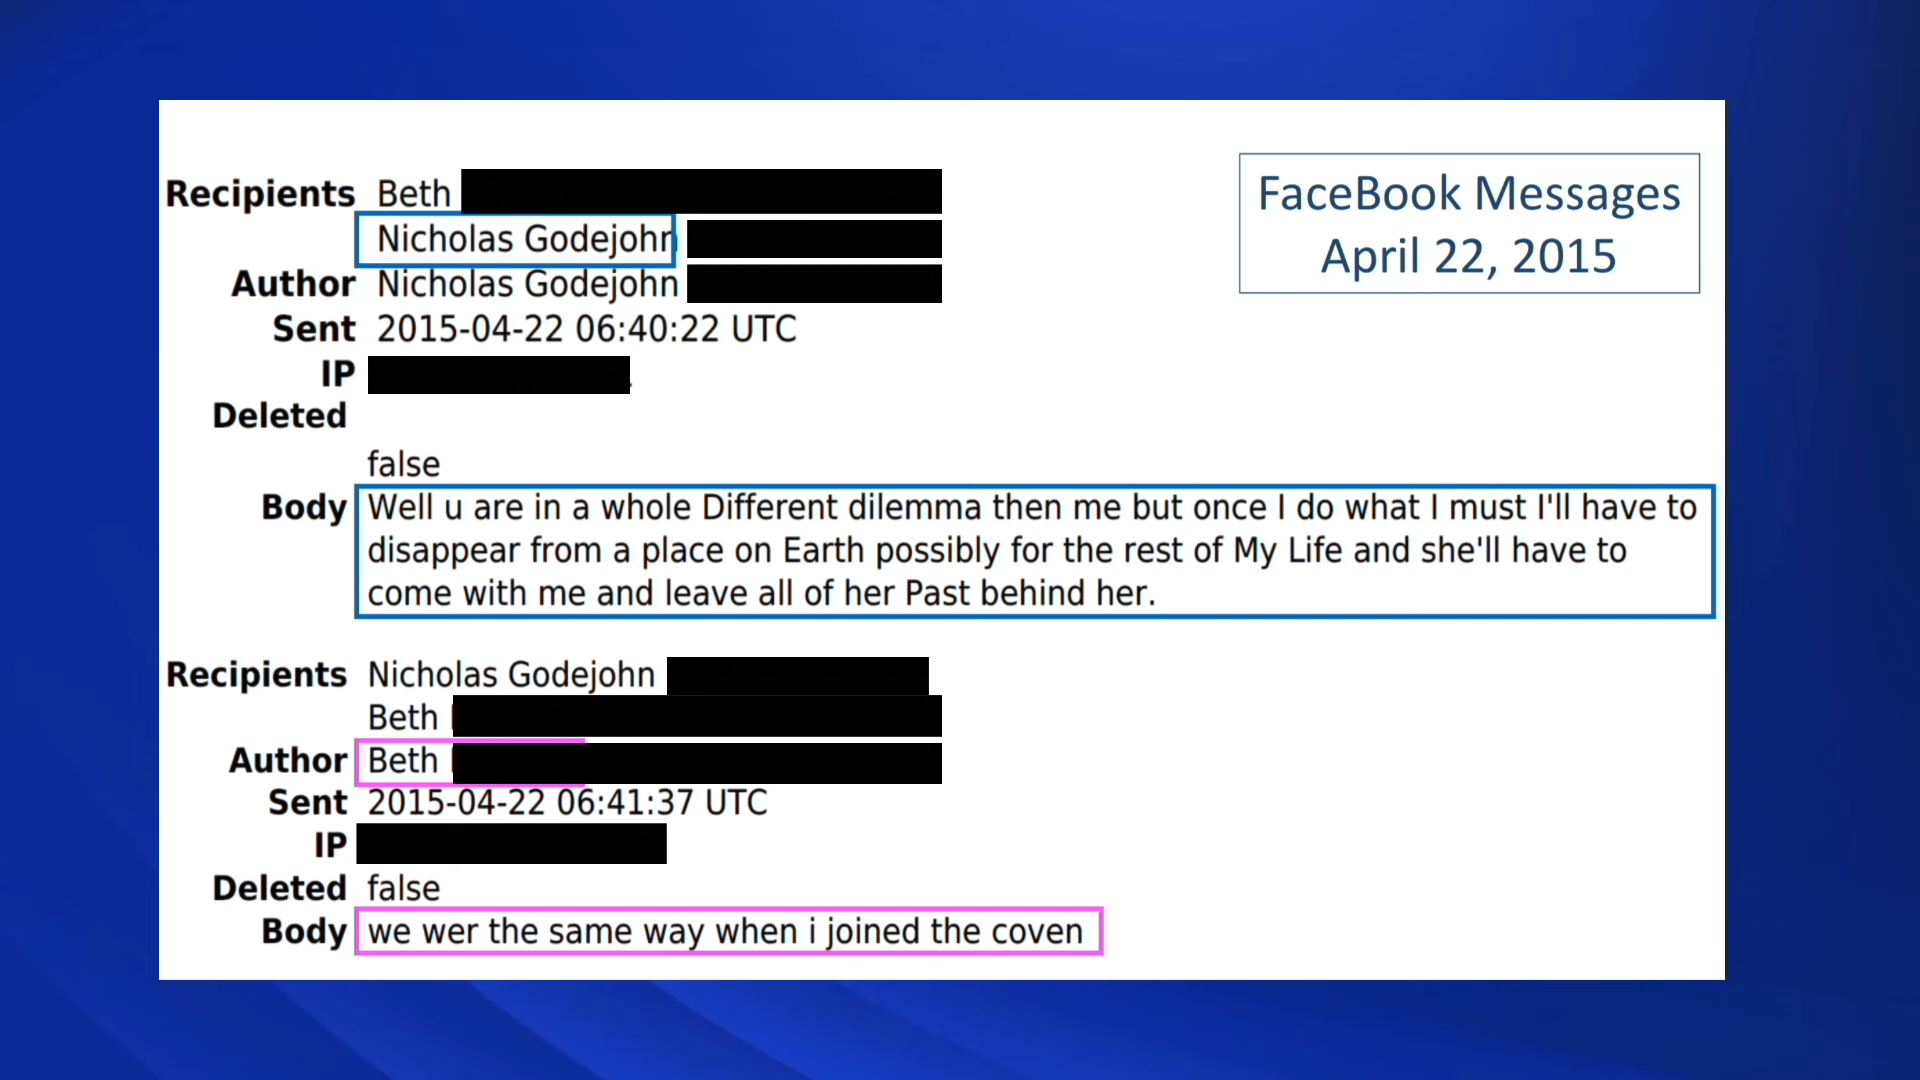 FaceBook Messages
April 22, 2015
Recipients Beth
Nicholas Godejohn
Author Nicholas Godejohn
Sent 2015-04-22 06:40:22 UTC
IP
Deleted
false
Body Well u are in a whole Different dilemma then me but once I do what I must I'll have to
disappear from a place on Earth possibly for the rest of My Life and she'll have to
come with me and leave all of her Past behind her.
Recipients Nicholas Godejohn
Beth
Author Beth
Sent 2015-04-22 06:41:37 UTC
IP
Deleted false
Body we wer the same way when i joined the coven